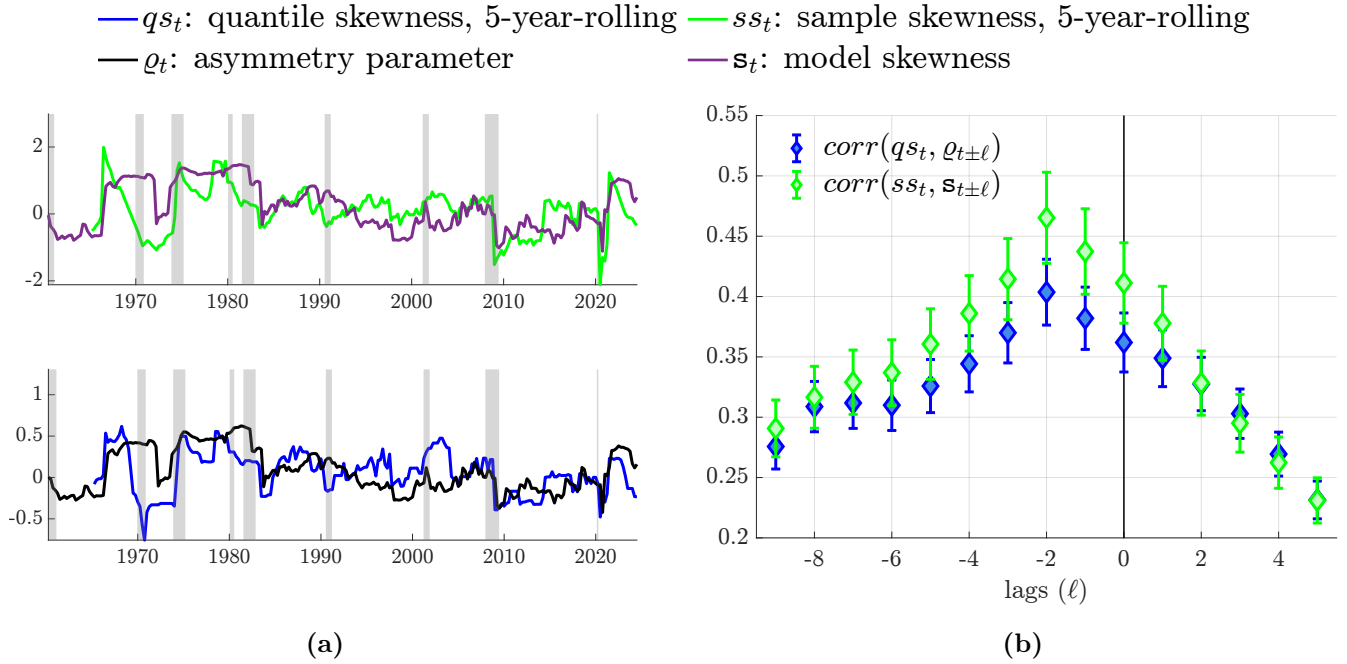 qs_t: quantile skewness, 5-year-rolling ss_t: sample skewness, 5-year-rolling
ϱ_t: asymmetry parameter s_t: model skewness
2
0
-2
1970 1980 1990 2000 2010 2020
1
0.5
0
-0.5
1970 1980 1990 2000 2010 2020
(a)
0.55
0.5
0.45
0.4
0.35
0.3
0.25
0.2
corr(qs_t, ϱ_{t±ℓ})
corr(ss_t, s_{t±ℓ})
-8 -6 -4 -2 0 2 4
lags (ℓ)
(b)